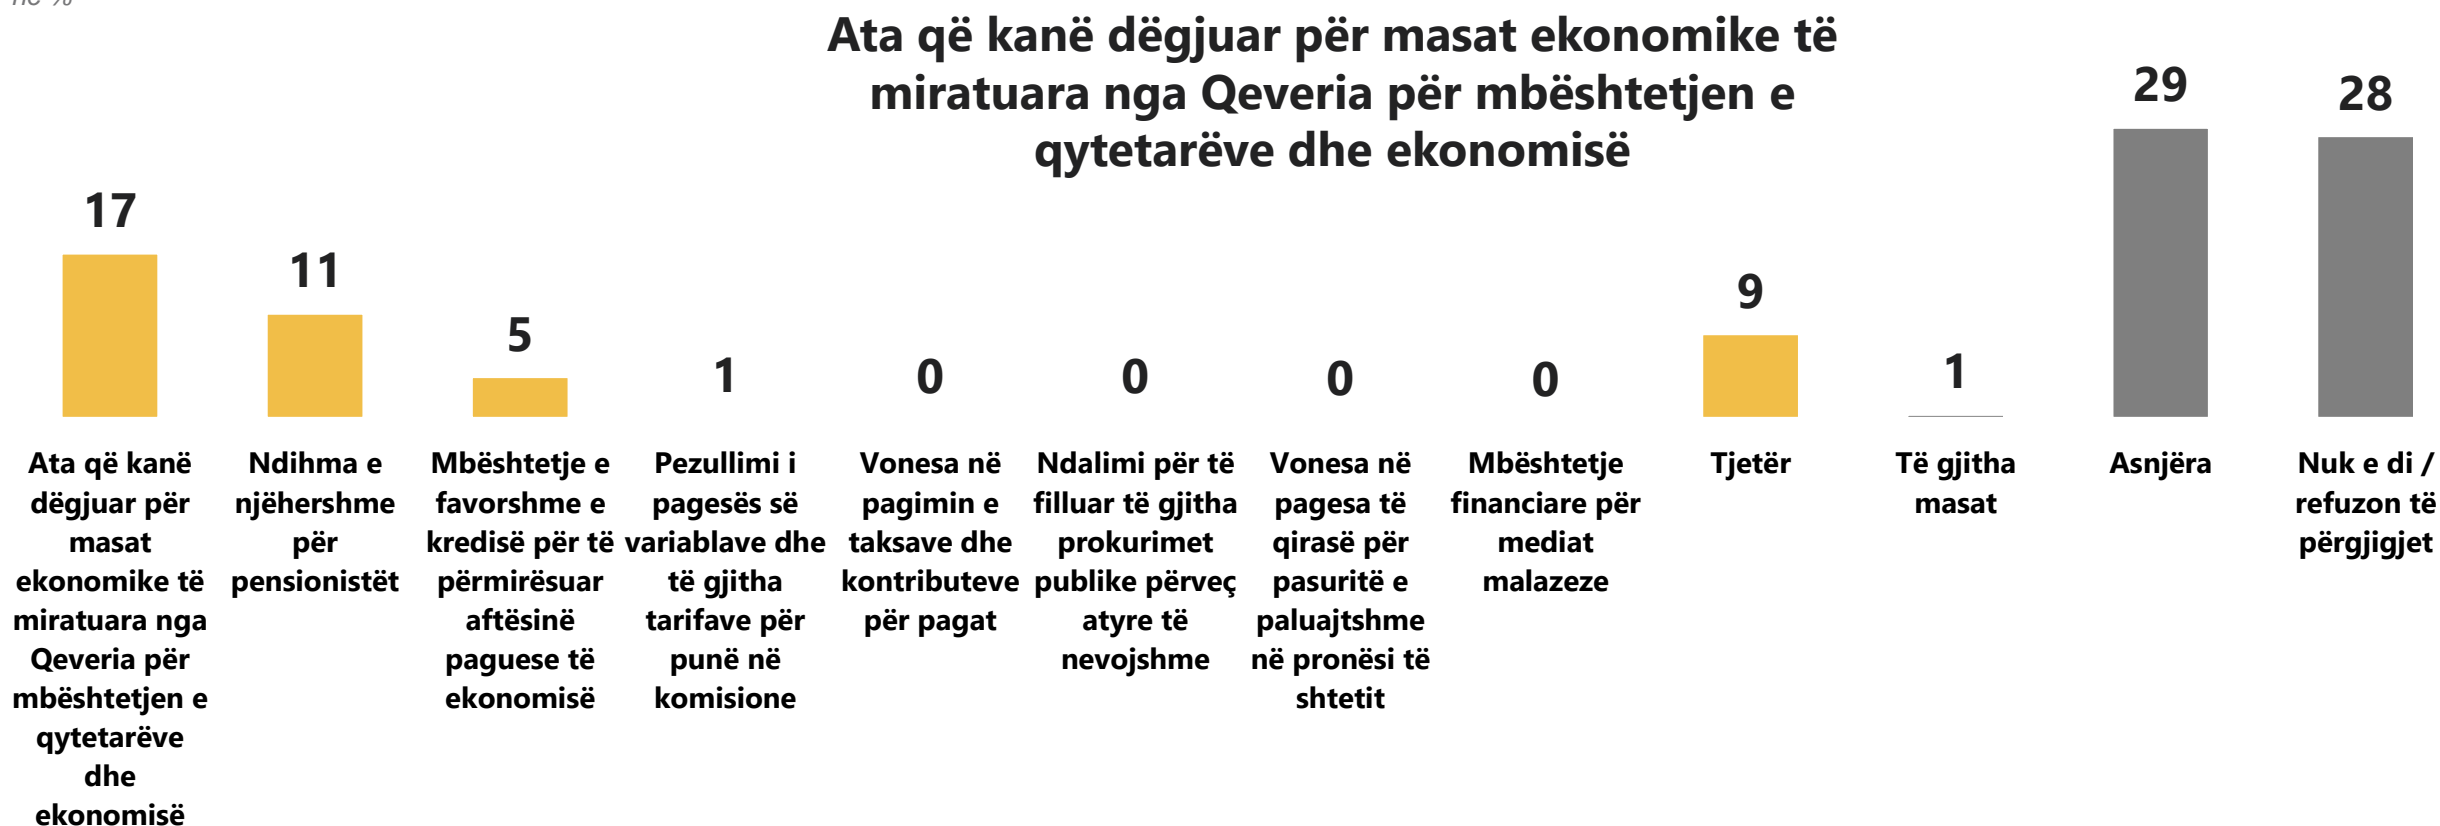 në %
Ata që kanë dëgjuar për masat ekonomike të
miratuara nga Qeveria për mbështetjen e
qytetarëve dhe ekonomisë
17
11
5
1
0
0
0
0
9
1
29
28
Ata që kanë
dëgjuar për
masat
ekonomike të
miratuara nga
Qeveria për
mbështetjen e
qytetarëve
dhe
ekonomisë
Ndihma e
njëhershme
për
pensionistët
Mbështetje e
favorshme e
kredisë për të
përmirësuar
aftësinë
paguese të
ekonomisë
Pezullimi i
pagesës së
variablave dhe
të gjitha
tarifave për
punë në
komisione
Vonesa në
pagimin e
taksave dhe
kontributeve
për pagat
Ndalimi për të
filluar të gjitha
prokurimet
publike përveç
atyre të
nevojshme
Vonesa në
pagesa të
qirasë për
pasuritë e
paluajtshme
në pronësi të
shtetit
Mbështetje
financiare për
mediat
malazeze
Tjetër
Të gjitha
masat
Asnjëra
Nuk e di /
refuzon të
përgjigjet